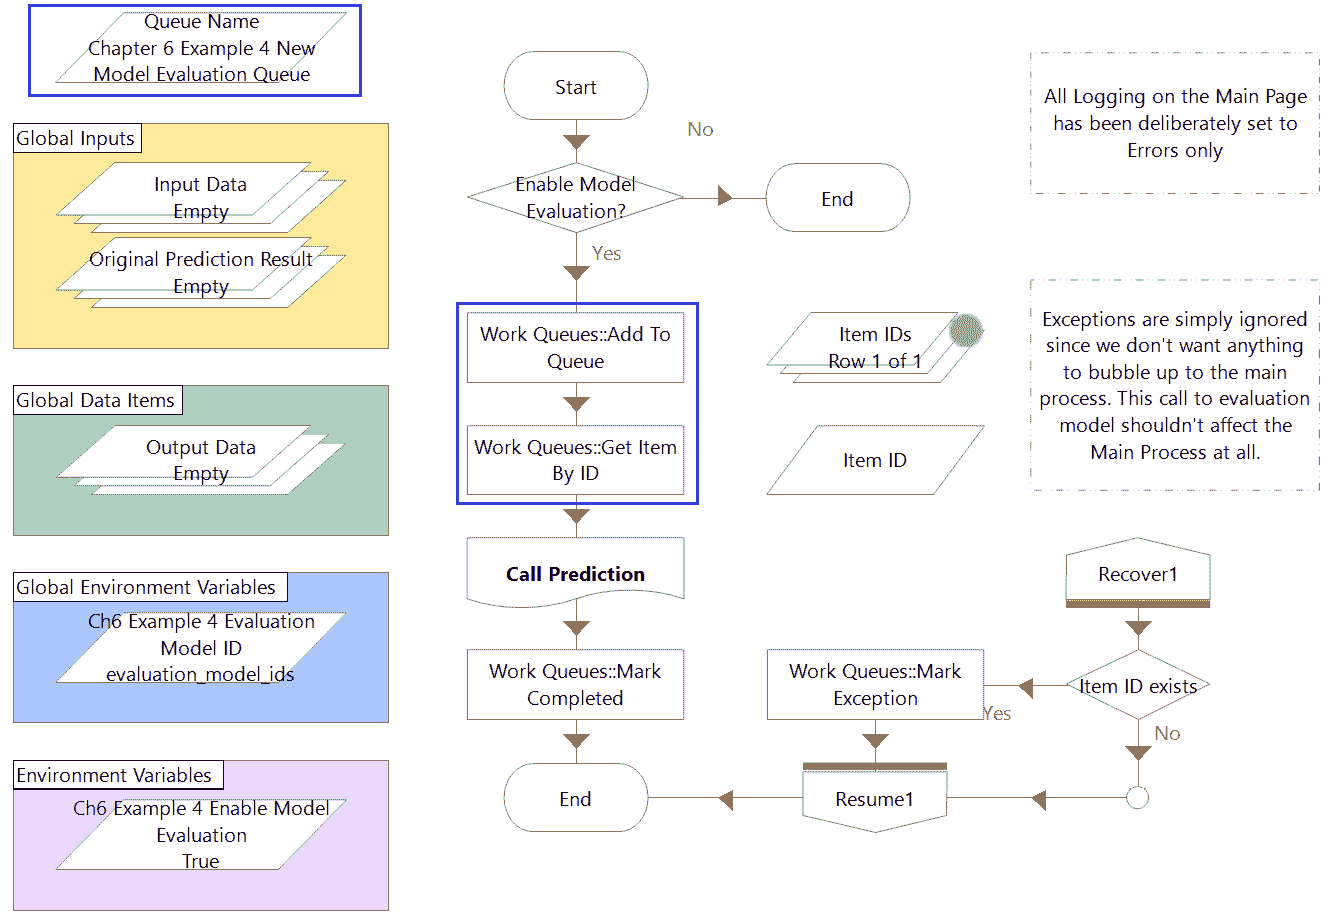 Queue Name
Chapter 6 Example 4 New
Model Evaluation Queue
Global Inputs
Input Data
Empty
Original Prediction Result
Empty
Global Data Items
Output Data
Empty
Global Environment Variables
Ch6 Example 4 Evaluation
Model ID
evaluation_model_ids
Environment Variables
Ch6 Example 4 Enable Model
Evaluation
True
Start
No
Enable Model
Evaluation?
End
Yes
Work Queues::Add To
Queue
Work Queues::Get Item
By ID
Call Prediction
Work Queues::Mark
Completed
End
Item IDs
Row 1 of 1
Item ID
Work Queues::Mark
Exception
Yes
Resume1
All Logging on the Main Page
has been deliberately set to
Errors only
Exceptions are simply ignored
since we don't want anything
to bubble up to the main
process. This call to evaluation
model shouldn't affect the
Main Process at all.
Recover1
Item ID exists
No